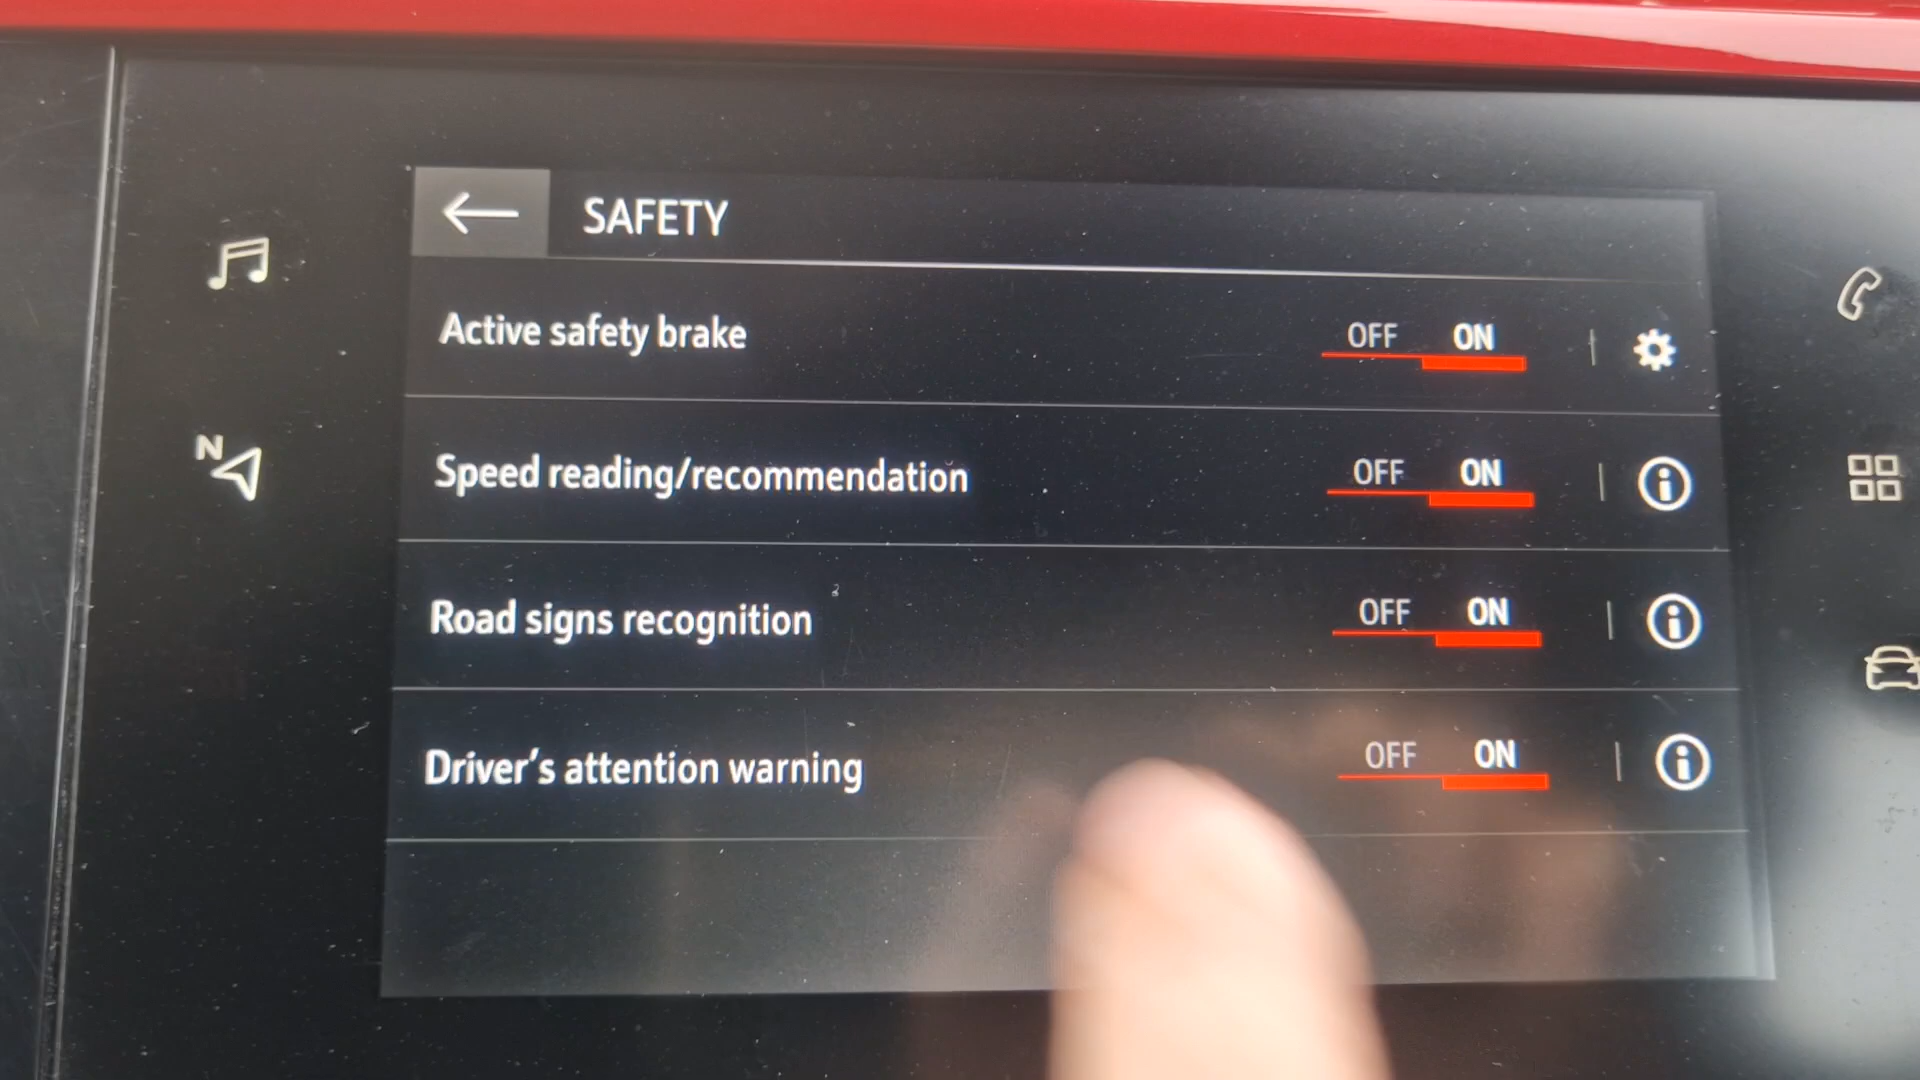 SAFETY
Active safety brake OFF ON
N
Speed reading/recommendation OFF ON
Road signs recognition OFF ON
Driver's attention warning OFF ON